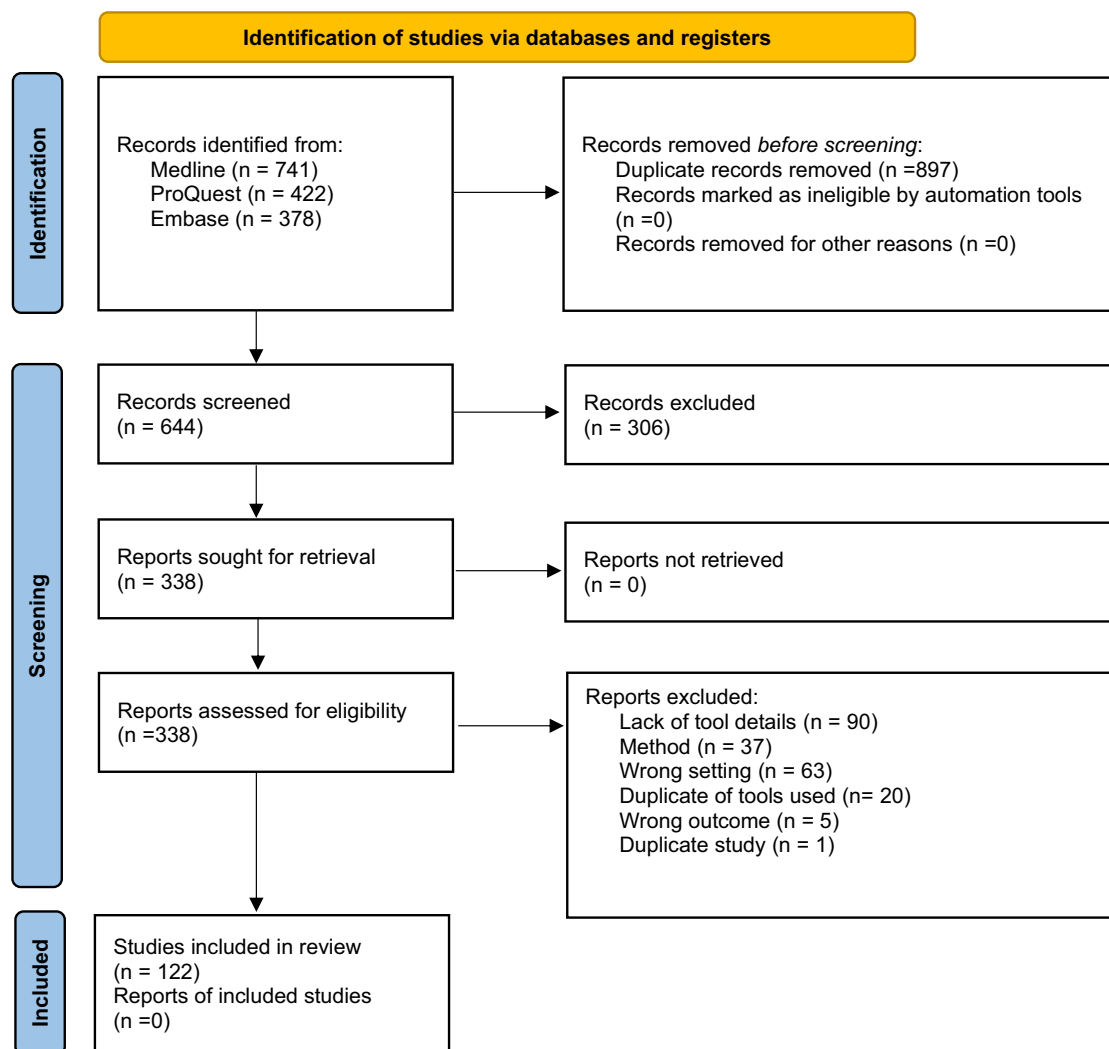 Identification of studies via databases and registers
Identification
Records identified from:
Medline (n = 741)
ProQuest (n = 422)
Embase (n = 378)
Records removed before screening:
Duplicate records removed (n =897)
Records marked as ineligible by automation tools
(n =0)
Records removed for other reasons (n =0)
Screening
Records screened
(n = 644)
Records excluded
(n = 306)
Reports sought for retrieval
(n = 338)
Reports not retrieved
(n = 0)
Reports assessed for eligibility
(n =338)
Reports excluded:
Lack of tool details (n = 90)
Method (n = 37)
Wrong setting (n = 63)
Duplicate of tools used (n= 20)
Wrong outcome (n = 5)
Duplicate study (n = 1)
Included
Studies included in review
(n = 122)
Reports of included studies
(n =0)